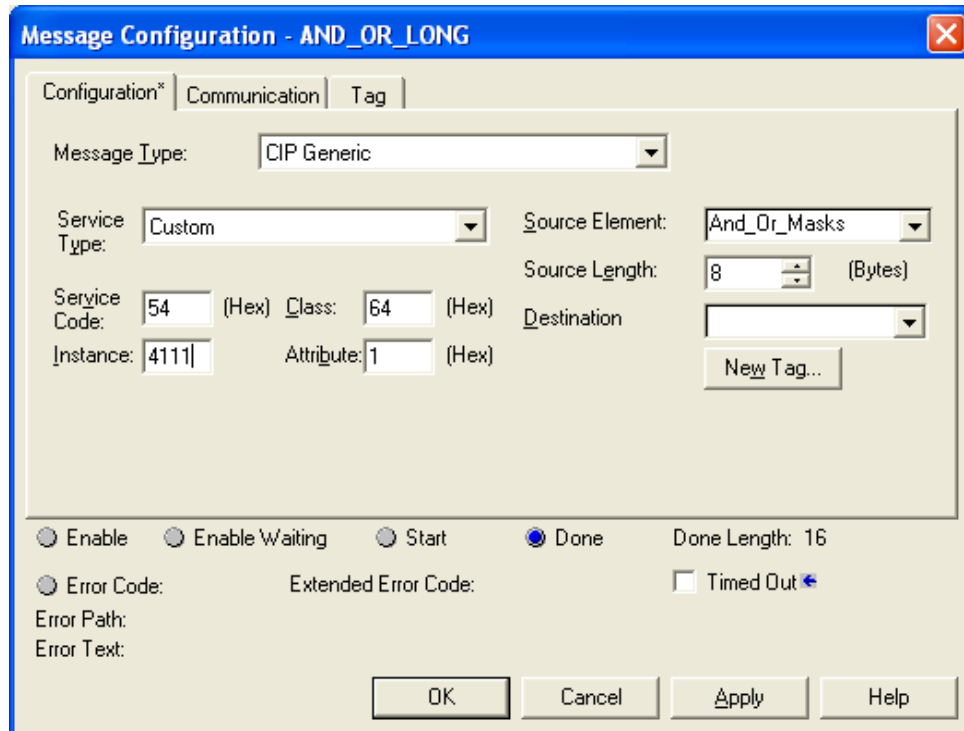 Message Configuration - AND_OR_LONG
Configuration* Communication Tag
Message Type: CIP Generic
Service Type: Custom
Source Element: And_Or_Masks
Source Length: 8 (Bytes)
Service Code: 54 (Hex) Class: 64 (Hex)
Destination
Instance: 4111 Attribute: 1 (Hex)
New Tag...
Enable Enable Waiting Start Done Done Length: 16
Error Code: Extended Error Code: Timed Out
Error Path:
Error Text:
OK Cancel Apply Help